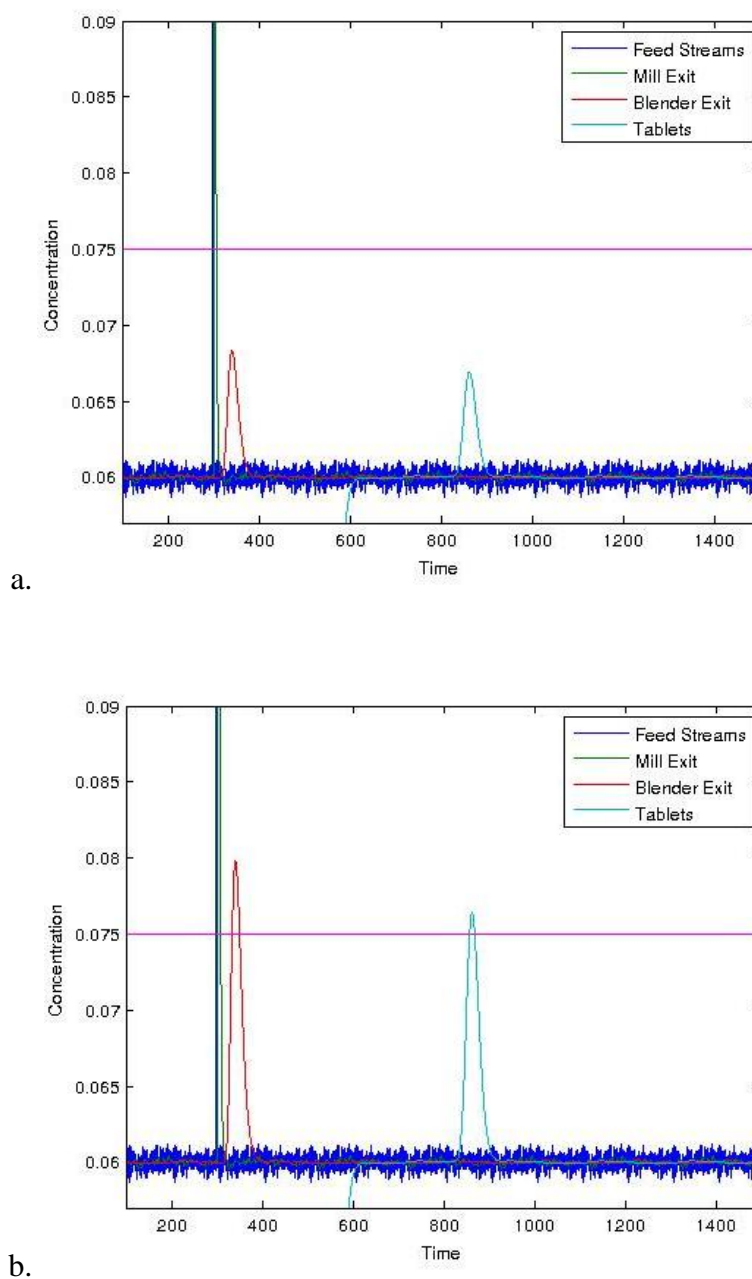 0.09
Feed Streams
Mill Exit
Blender Exit
Tablets
0.085
0.08
0.075
0.07
0.065
0.06
Concentration
200 400 600 800 1000 1200 1400
Time
a.
0.09
Feed Streams
Mill Exit
Blender Exit
Tablets
0.085
0.08
0.075
0.07
0.065
0.06
Concentration
200 400 600 800 1000 1200 1400
Time
b.